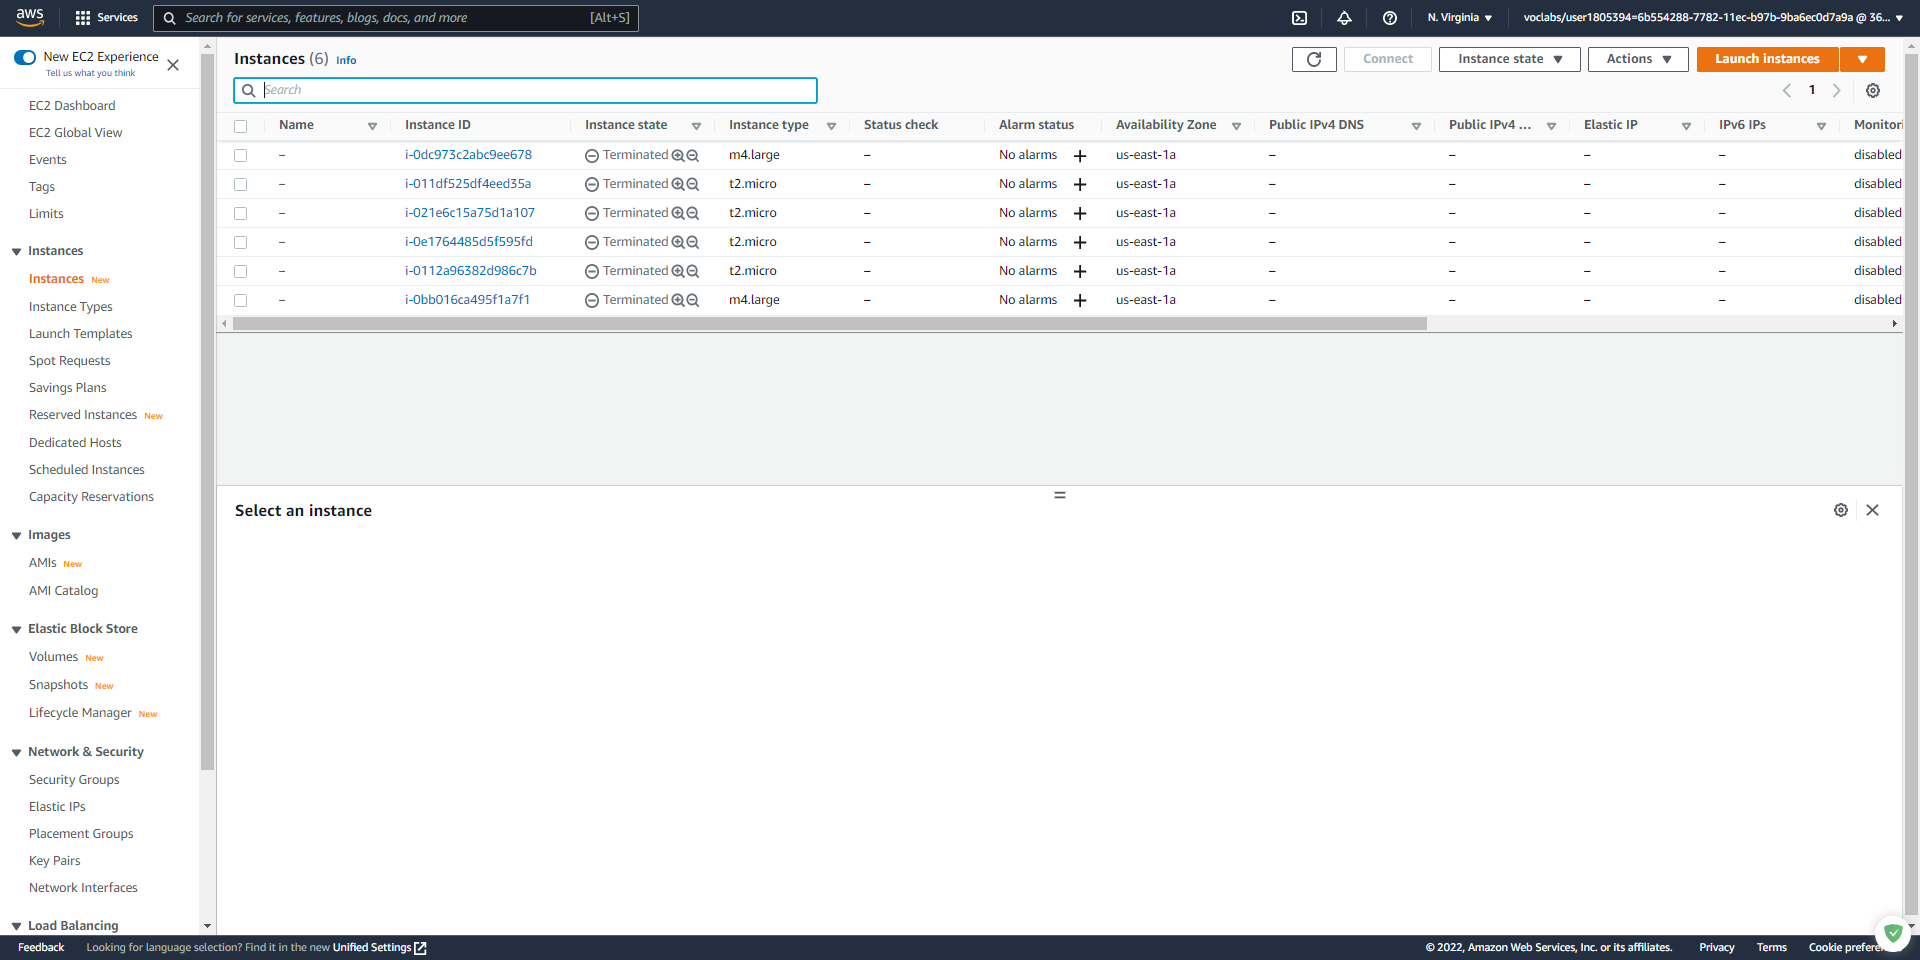 aws Services Search for services, features, blogs, docs, and more [Alt+S] N. Virginia voclabs/user1805394=6b554288-7782-11ec-b97b-9ba6ec0d7a9a @ 36...
New EC2 Experience
Tell us what you think
EC2 Dashboard
EC2 Global View
Events
Tags
Limits
Instances
Instances New
Instance Types
Launch Templates
Spot Requests
Savings Plans
Reserved Instances New
Dedicated Hosts
Scheduled Instances
Capacity Reservations
Images
AMIs New
AMI Catalog
Elastic Block Store
Volumes New
Snapshots New
Lifecycle Manager New
Network & Security
Security Groups
Elastic IPs
Placement Groups
Key Pairs
Network Interfaces
Load Balancing
Instances (6) Info Connect Instance state Actions Launch instances
Search 1
Name Instance ID Instance state Instance type Status check Alarm status Availability Zone Public IPv4 DNS Public IPv4 ... Elastic IP IPv6 IPs Monitori
– i-0dc973c2abc9ee678 Terminated m4.large – No alarms + us-east-1a – – – – disabled
– i-011df525df4eed35a Terminated t2.micro – No alarms + us-east-1a – – – – disabled
– i-021e6c15a75d1a107 Terminated t2.micro – No alarms + us-east-1a – – – – disabled
– i-0e1764485d5f595fd Terminated t2.micro – No alarms + us-east-1a – – – – disabled
– i-0112a96382d986c7b Terminated t2.micro – No alarms + us-east-1a – – – – disabled
– i-0bb016ca495f1a7f1 Terminated m4.large – No alarms + us-east-1a – – – – disabled
Select an instance
Feedback Looking for language selection? Find it in the new Unified Settings © 2022, Amazon Web Services, Inc. or its affiliates. Privacy Terms Cookie prefere